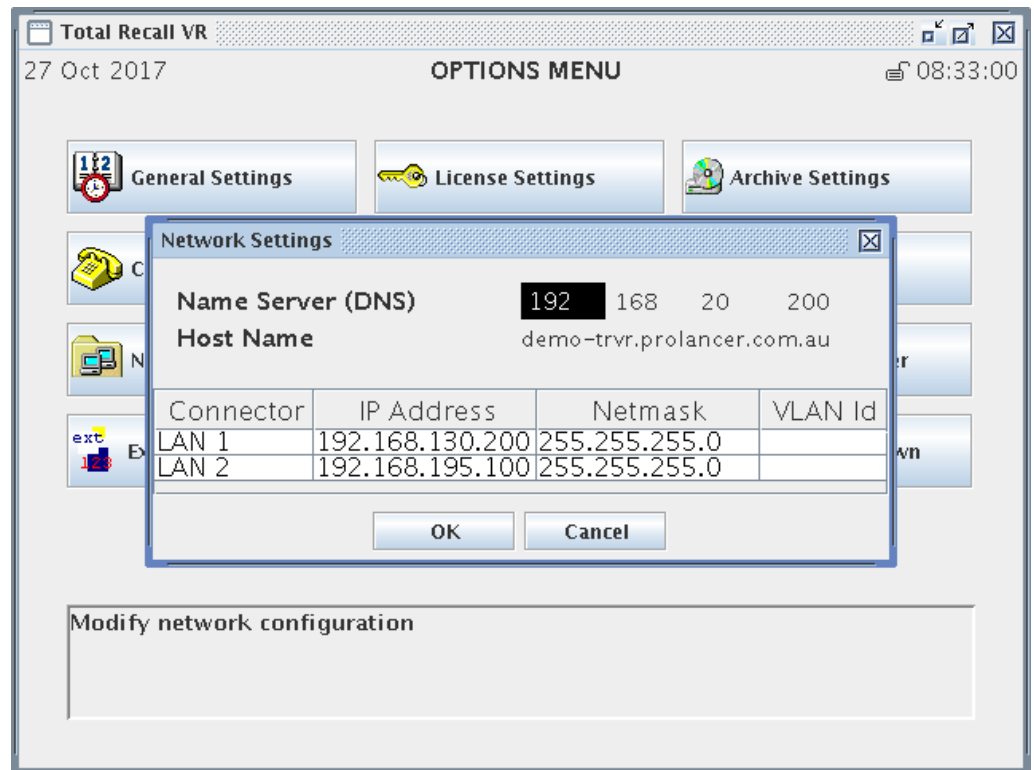 Total Recall VR
27 Oct 2017 OPTIONS MENU 08:33:00
General Settings License Settings Archive Settings
Network Settings
Name Server (DNS) 192 168 20 200
Host Name demo-trvr.prolancer.com.au
Connector IP Address Netmask VLAN Id
LAN 1 192.168.130.200 255.255.255.0
LAN 2 192.168.195.100 255.255.255.0
OK Cancel
Modify network configuration